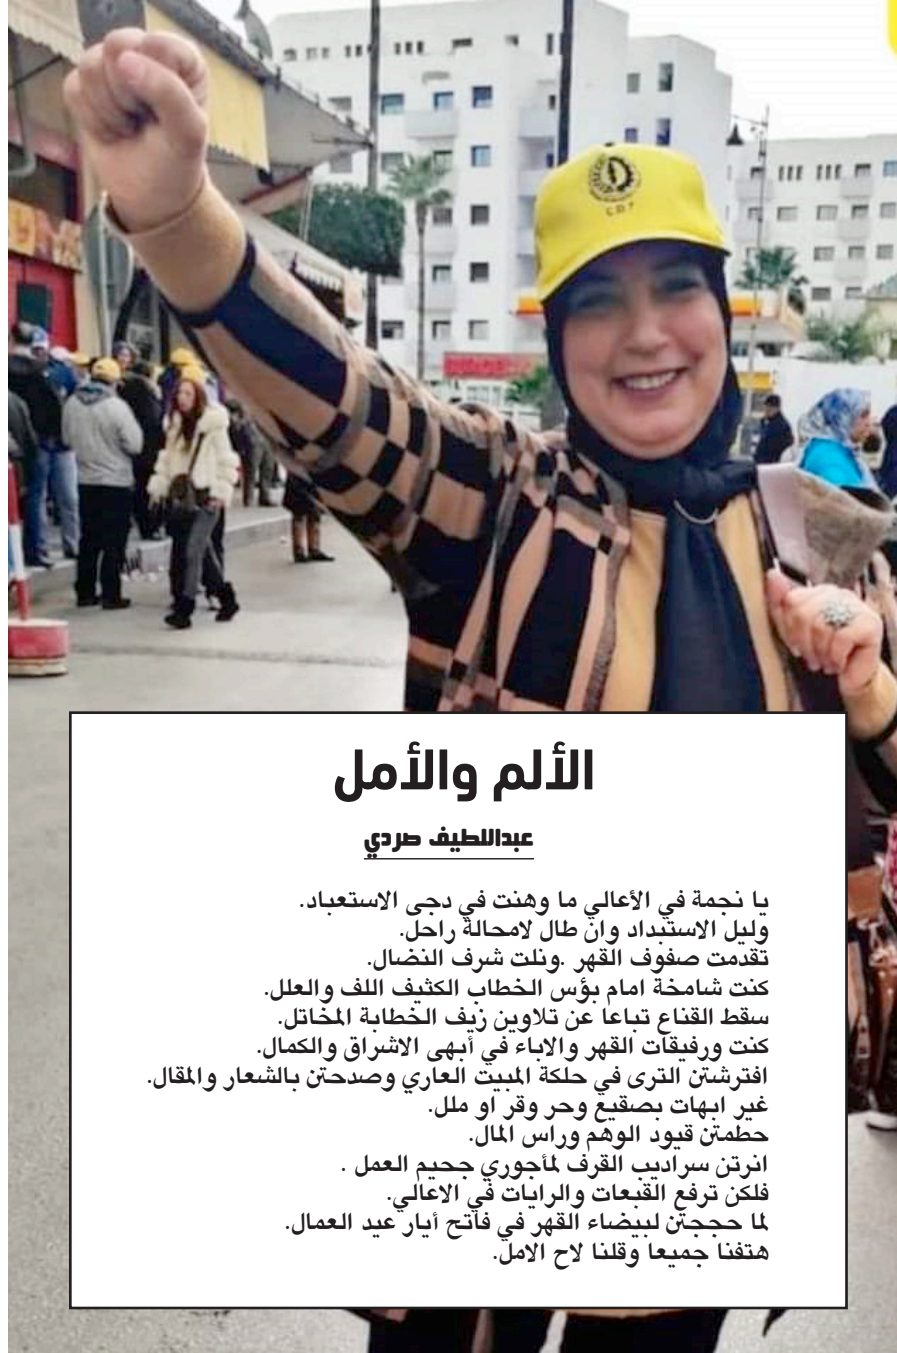 CDT
الألم والأمل
عبداللطيف صردي
يا نجمة في الأعالي ما وهنت في دجى الاستعباد.
وليل الاستبداد وان طال لامحالة راحل.
تقدمت صفوف القهر .ونلت شرف النضال.
كنت شامخة امام بؤس الخطاب الكثيف اللف والعلل.
سقط القناع تباعا عن تلاوين زيف الخطابة المخاتل.
كنت ورفيقات القهر والاباء في أبهى الاشراق والكمال.
افترشتن الترى في حلكة المبيت العاري وصدحتن بالشعار والمقال.
غير ابهات بصقيع وحر وقر او ملل.
حطمتن قيود الوهم وراس المال.
انرتن سراديب القرف لمأجوري جحيم العمل .
فلكن ترفع القبعات والرايات في الاعالي.
لما حججتن لبيضاء القهر في فاتح أيار عيد العمال.
هتفنا جميعا وقلنا لاح الامل.